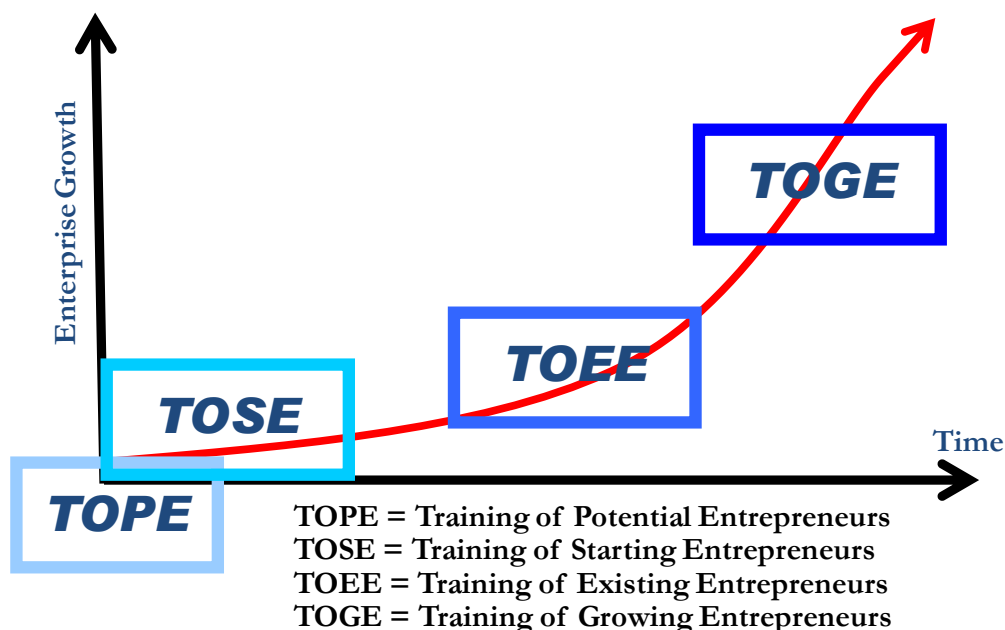 Enterprise Growth
TOGE
TOEE
TOSE
Time
TOPE
TOPE = Training of Potential Entrepreneurs
TOSE = Training of Starting Entrepreneurs
TOEE = Training of Existing Entrepreneurs
TOGE = Training of Growing Entrepreneurs